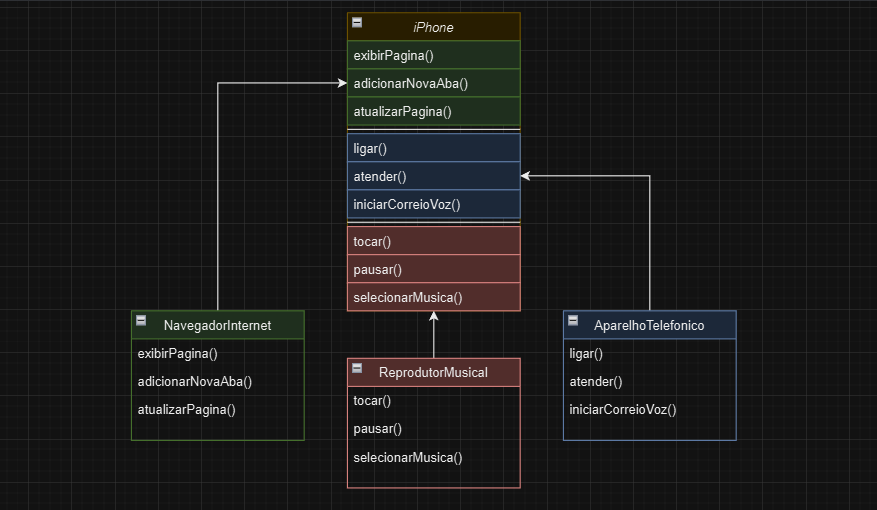 iPhone
exibirPagina()
adicionarNovaAba()
atualizarPagina()
ligar()
atender()
iniciarCorreioVoz()
tocar()
pausar()
selecionarMusica()
NavegadorInternet
exibirPagina()
adicionarNovaAba()
atualizarPagina()
ReprodutorMusical
tocar()
pausar()
selecionarMusica()
AparelhoTelefonico
ligar()
atender()
iniciarCorreioVoz()